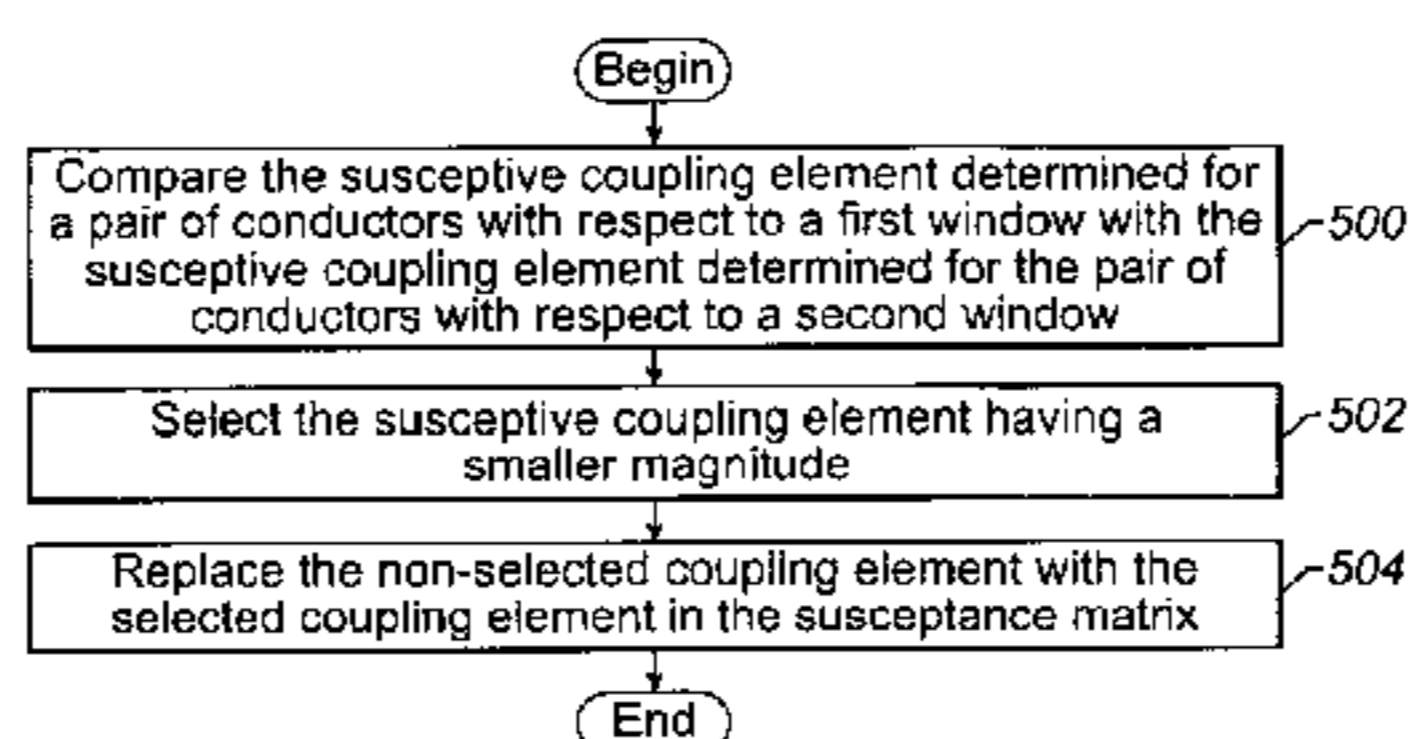 Begin
Compare the susceptive coupling element determined for
a pair of conductors with respect to a first window with the
susceptive coupling element determined for the pair of
conductors with respect to a second window
500
Select the susceptive coupling element having a
smaller magnitude
502
Replace the non-selected coupling element with the
selected coupling element in the susceptance matrix
504
End